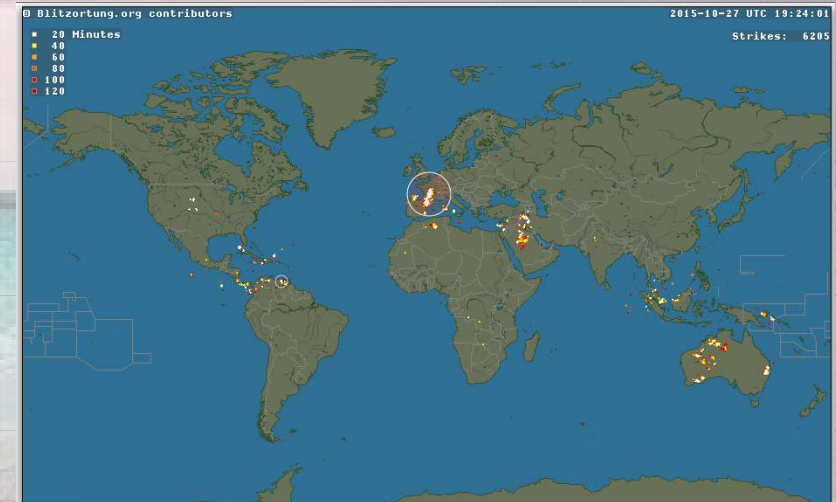 © Blitzortung.org contributors
2015-10-27 UTC 19:24:01
20 Minutes
40
60
80
100
120
Strikes: 6205